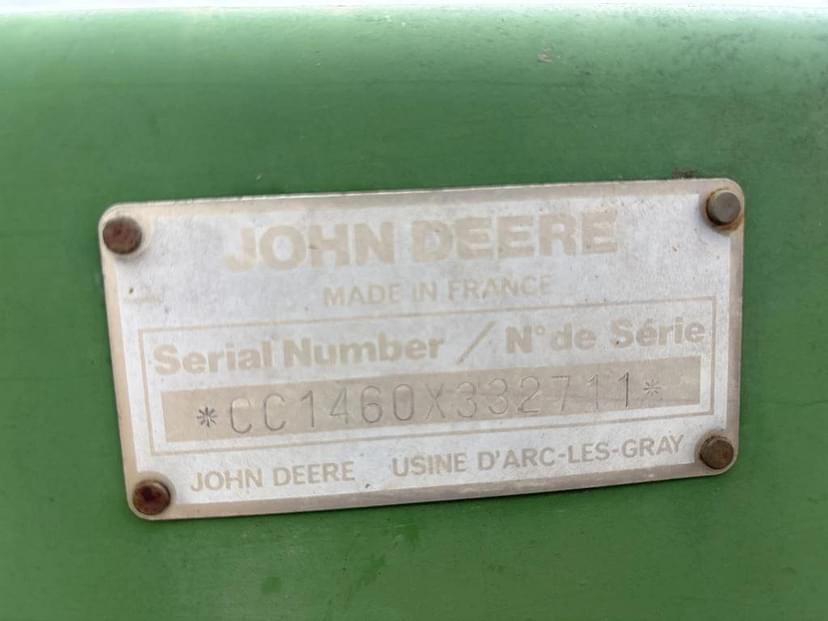 JOHN DEERE
MADE IN FRANCE
Serial Number / N° de Série
*CC1460X332711*
JOHN DEERE USINE D'ARC-LES-GRAY